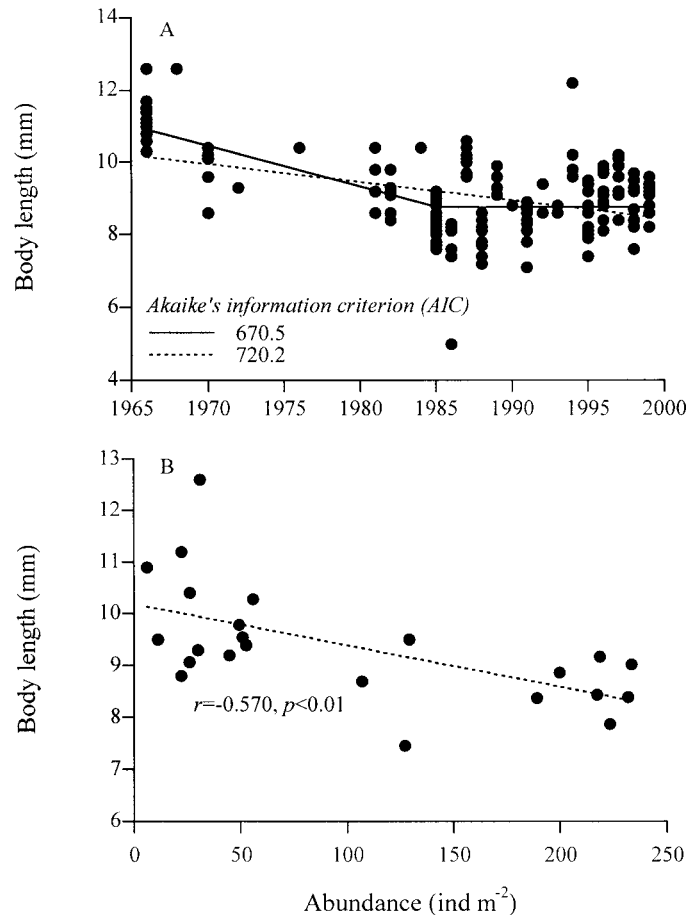 A
14
12
10
8
6
4
Body length (mm)
Akaike's information criterion (AIC)
670.5
720.2
1965 1970 1975 1980 1985 1990 1995 2000
B
13
12
11
10
9
8
7
6
Body length (mm)
r=-0.570, p<0.01
0 50 100 150 200 250
Abundance (ind m-2)